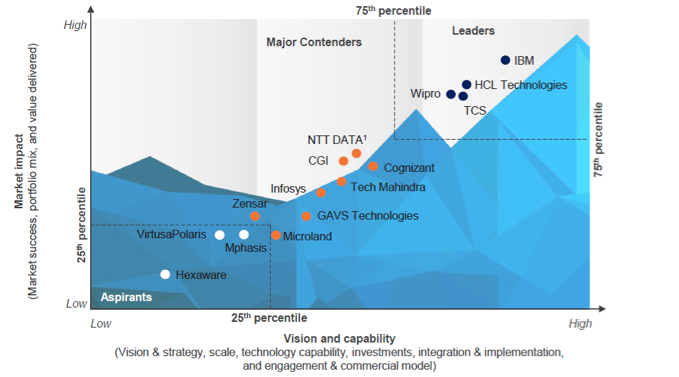 75th percentile
High
Major Contenders
Leaders
IBM
HCL Technologies
Wipro
TCS
NTT DATA1
CGI
Cognizant
Infosys
Tech Mahindra
Zensar
GAVS Technologies
VirtusaPolaris
Mphasis
Microland
Hexaware
Aspirants
Market Impact
(Market success, portfolio mix, and value delivered)
25th percentile
75th percentile
Low
Low
25th percentile
High
Vision and capability
(Vision & strategy, scale, technology capability, investments, integration & implementation,
and engagement & commercial model)